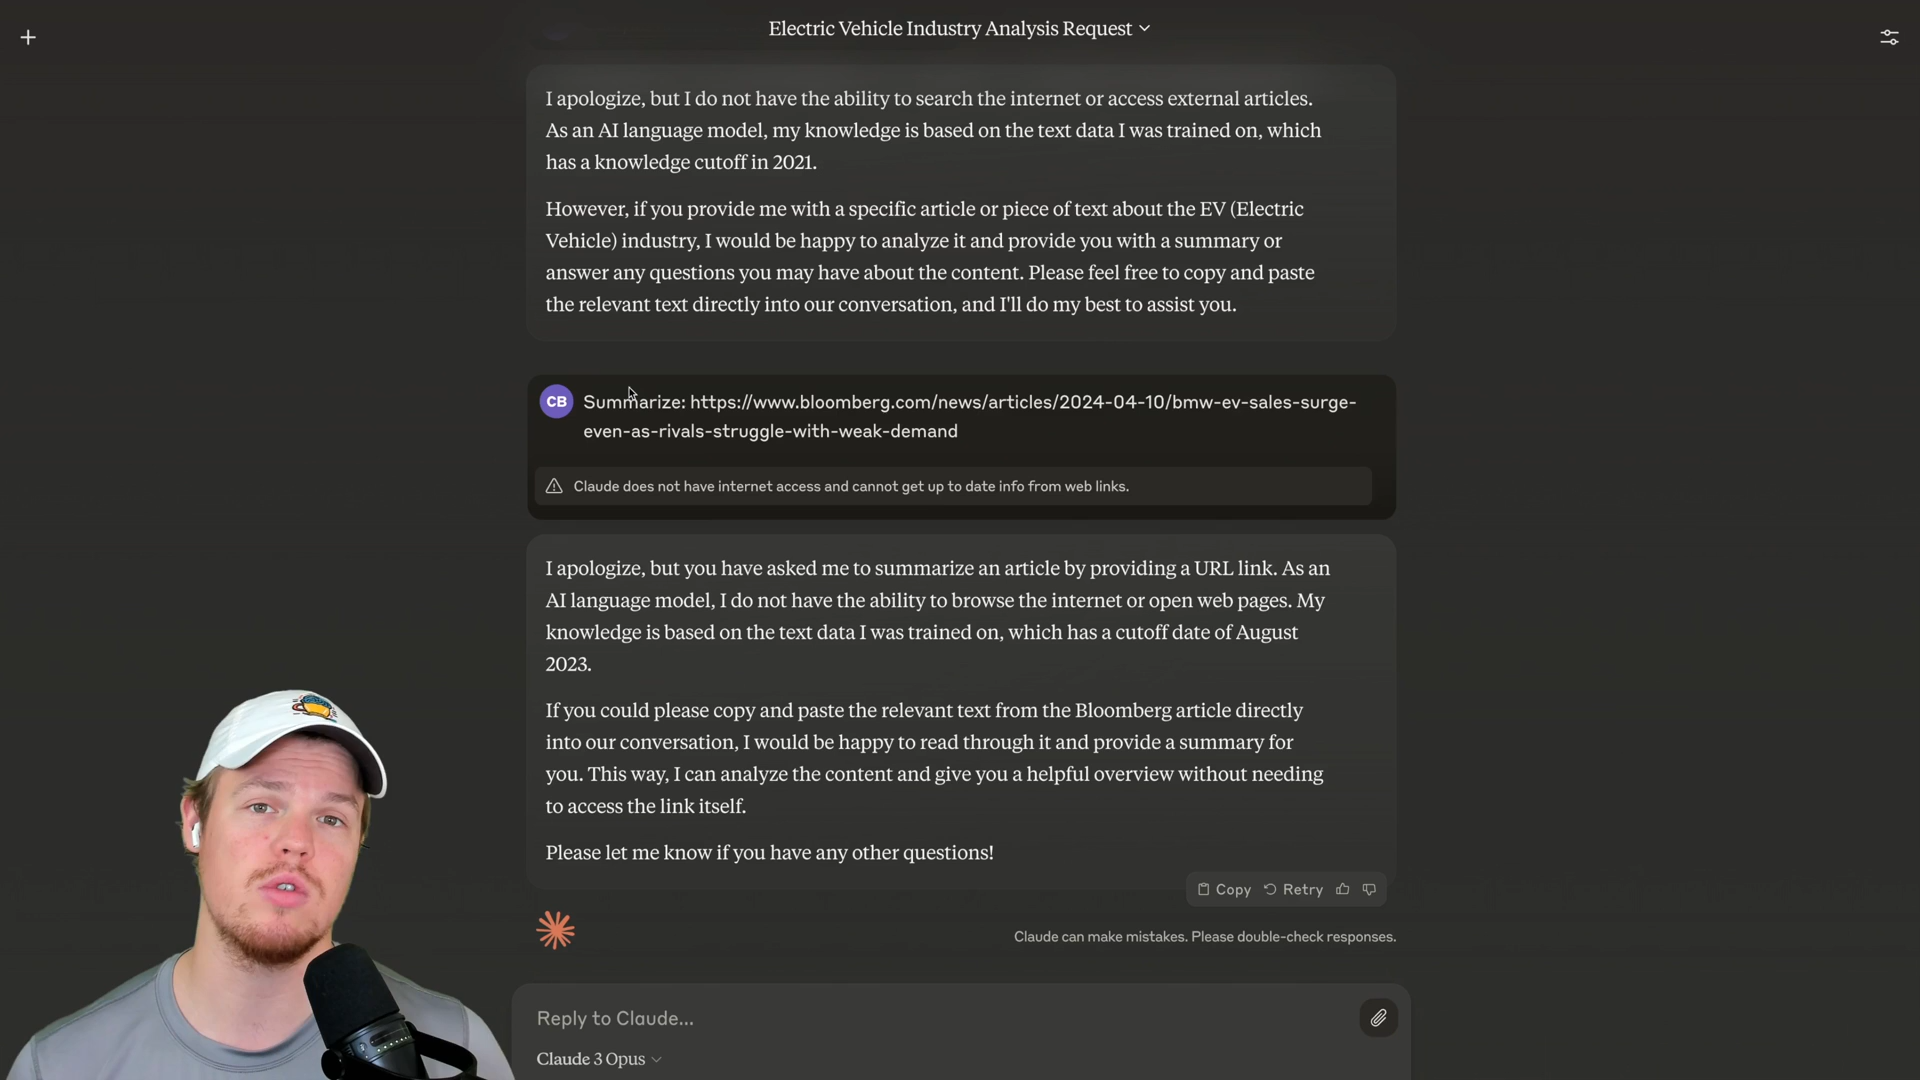 Electric Vehicle Industry Analysis Request
I apologize, but I do not have the ability to search the internet or access external articles.
As an AI language model, my knowledge is based on the text data I was trained on, which
has a knowledge cutoff in 2021.
However, if you provide me with a specific article or piece of text about the EV (Electric
Vehicle) industry, I would be happy to analyze it and provide you with a summary or
answer any questions you may have about the content. Please feel free to copy and paste
the relevant text directly into our conversation, and I'll do my best to assist you.
CB Summarize: https://www.bloomberg.com/news/articles/2024-04-10/bmw-ev-sales-surge-
even-as-rivals-struggle-with-weak-demand
Claude does not have internet access and cannot get up to date info from web links.
I apologize, but you have asked me to summarize an article by providing a URL link. As an
AI language model, I do not have the ability to browse the internet or open web pages. My
knowledge is based on the text data I was trained on, which has a cutoff date of August
2023.
If you could please copy and paste the relevant text from the Bloomberg article directly
into our conversation, I would be happy to read through it and provide a summary for
you. This way, I can analyze the content and give you a helpful overview without needing
to access the link itself.
Please let me know if you have any other questions!
Copy Retry
Claude can make mistakes. Please double-check responses.
Reply to Claude...
Claude 3 Opus